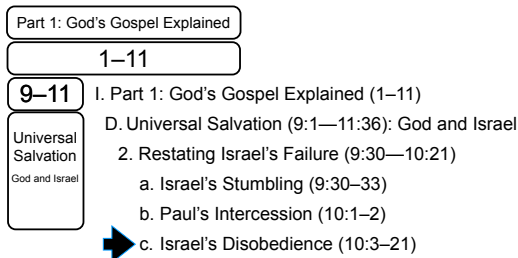 Part 1: God's Gospel Explained
1–11
9–11
Universal
Salvation
God and Israel
I. Part 1: God's Gospel Explained (1–11)
D. Universal Salvation (9:1—11:36): God and Israel
2. Restating Israel's Failure (9:30—10:21)
a. Israel's Stumbling (9:30–33)
b. Paul's Intercession (10:1–2)
c. Israel's Disobedience (10:3–21)